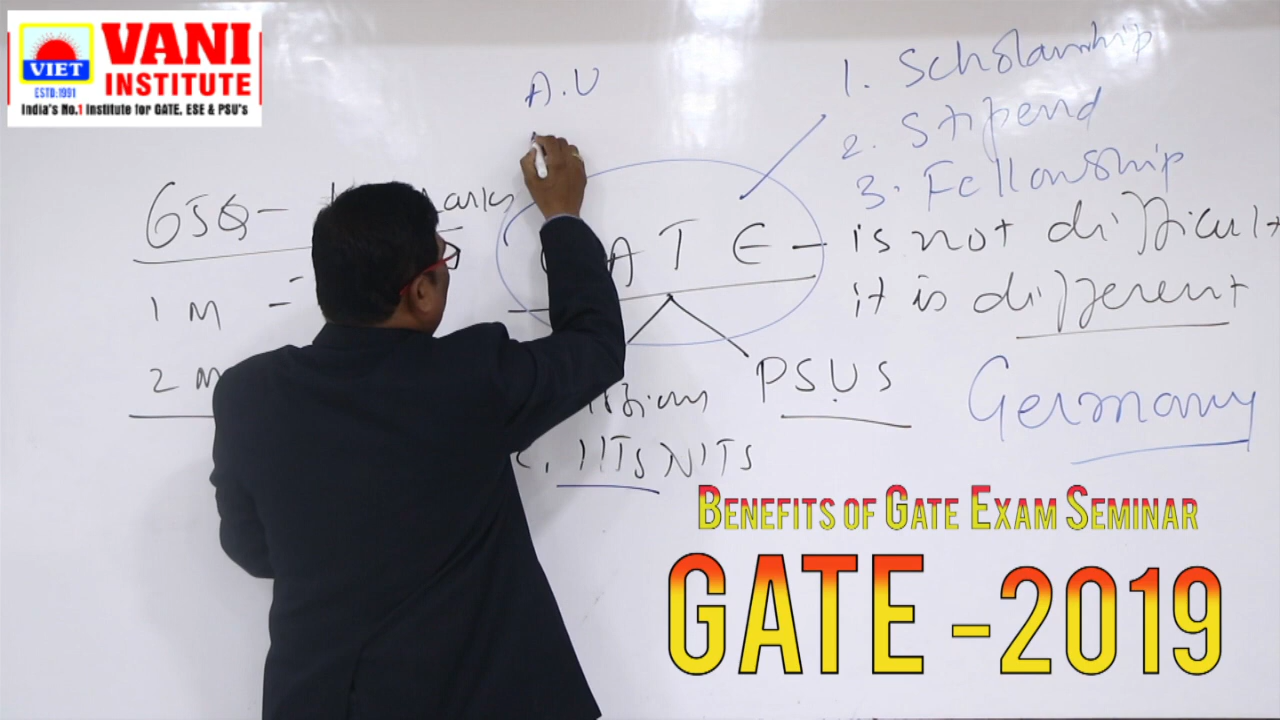 VANI
VIET
INSTITUTE
ESTD:1991
India's No.1 Institute for GATE, ESE & PSU's
A.U
1. Scholarship
2. Stipend
3. Fellowship
65Q -
1 M =
2 M
ATE - is not difficult
it is different
PSUS
Germany
IITs NITS
BENEFITS OF GATE EXAM SEMINAR
GATE -2019